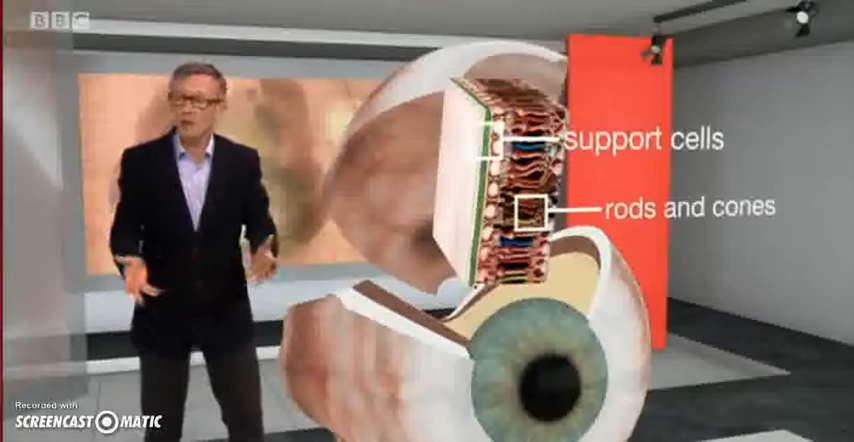 BBC
support cells
rods and cones
Recorded with
SCREENCAST MATIC